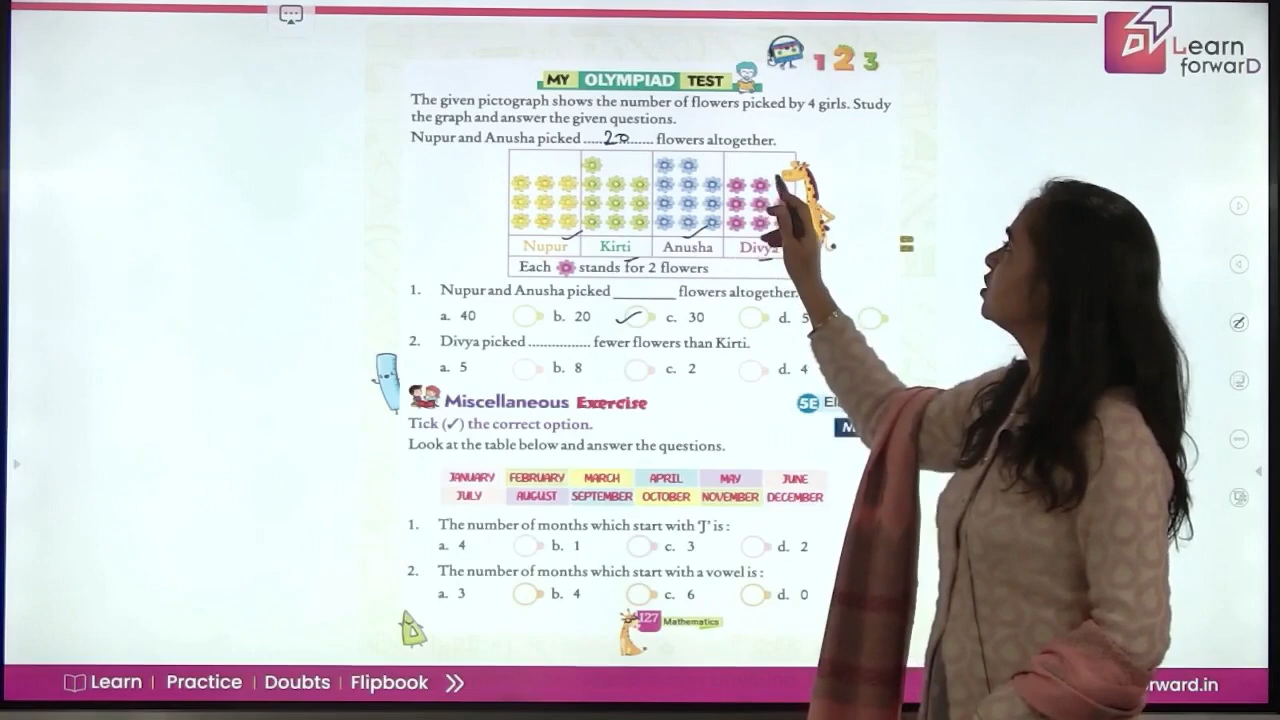 Learn
forwarD
1 2 3
MY OLYMPIAD TEST
The given pictograph shows the number of flowers picked by 4 girls. Study
the graph and answer the given questions.
Nupur and Anusha picked .....20........ flowers altogether.
Nupur Kirti Anusha Divya
Each stands for 2 flowers
1. Nupur and Anusha picked ________ flowers altogether.
a. 40 b. 20 ✓ c. 30 d. 5
2. Divya picked ................ fewer flowers than Kirti.
a. 5 b. 8 c. 2 d. 4
Miscellaneous Exercise
5E
Tick (✓) the correct option.
Look at the table below and answer the questions.
JANUARY FEBRUARY MARCH APRIL MAY JUNE
JULY AUGUST SEPTEMBER OCTOBER NOVEMBER DECEMBER
1. The number of months which start with 'J' is :
a. 4 b. 1 c. 3 d. 2
2. The number of months which start with a vowel is :
a. 3 b. 4 c. 6 d. 0
127 Mathematics
Learn | Practice | Doubts | Flipbook >> rward.in